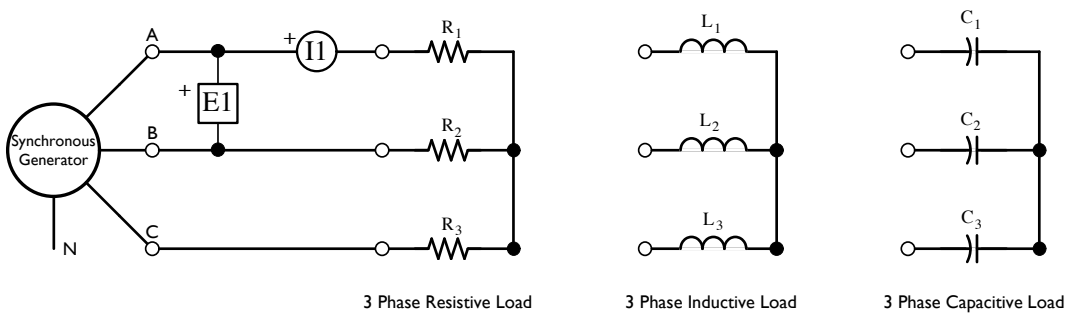 A
+
I1
R1
L1
C1
+
E1
Synchronous
Generator
B
R2
L2
C2
N
C
R3
L3
C3
3 Phase Resistive Load
3 Phase Inductive Load
3 Phase Capacitive Load